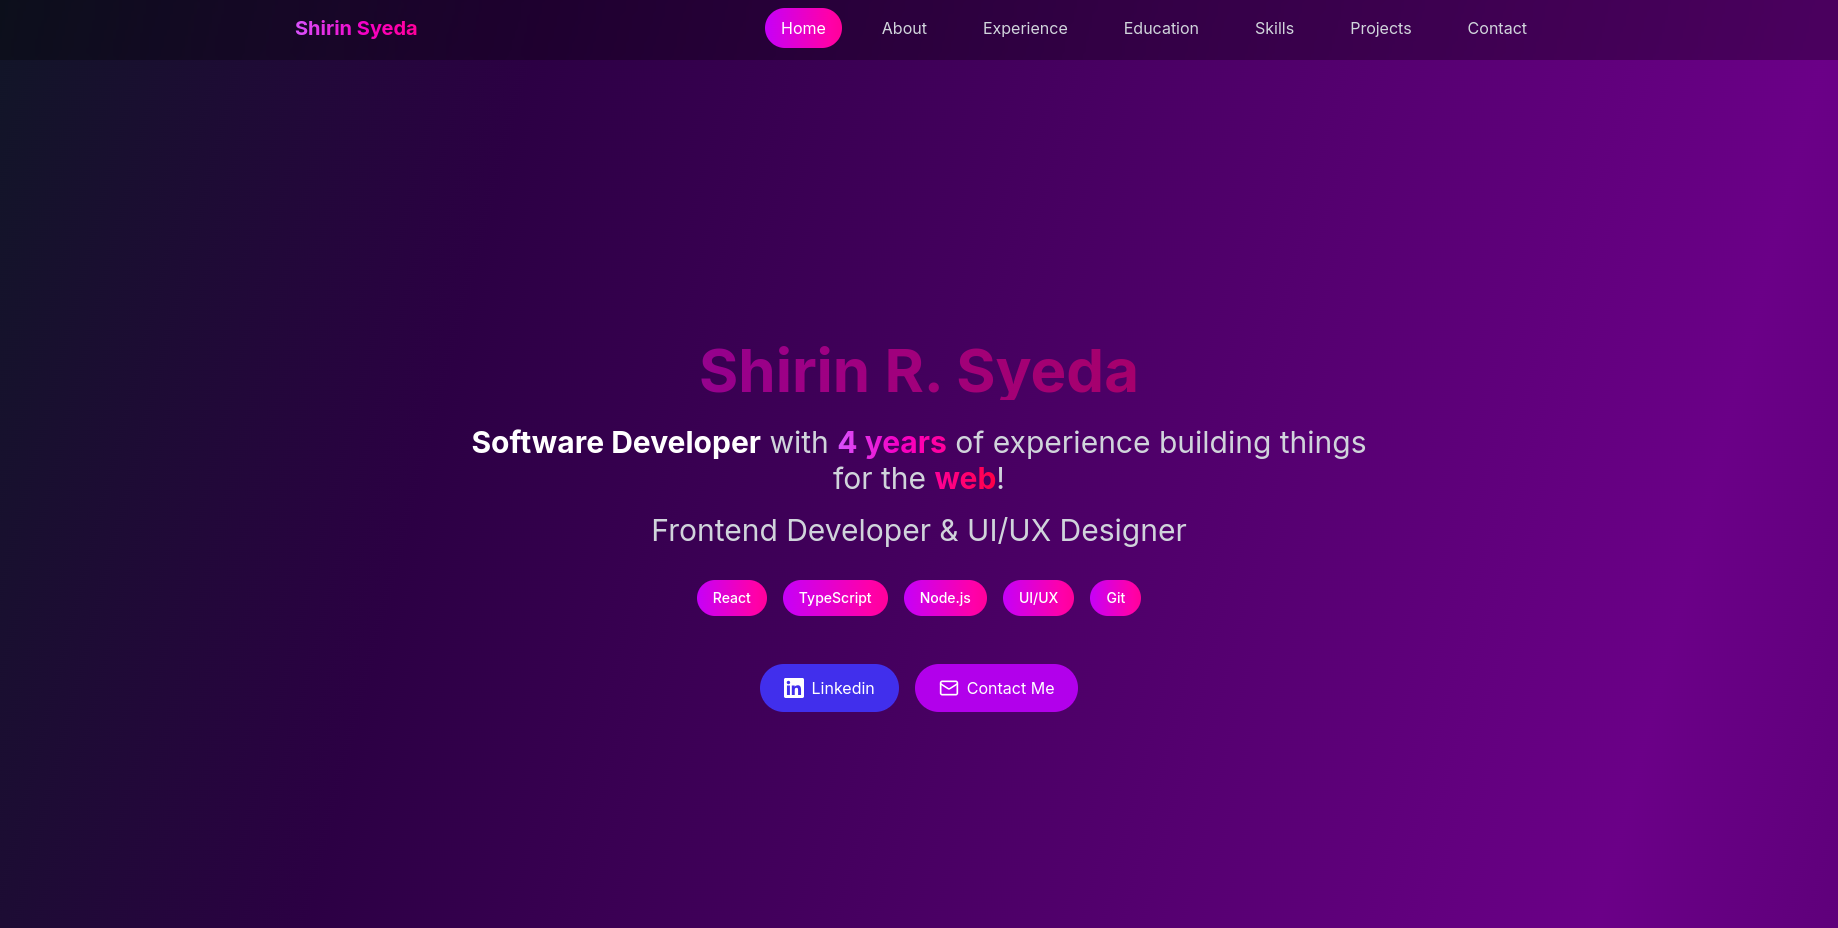 Shirin Syeda
Home About Experience Education Skills Projects Contact
Shirin R. Syeda
Software Developer with 4 years of experience building things
for the web!
Frontend Developer & UI/UX Designer
React TypeScript Node.js UI/UX Git
Linkedin Contact Me